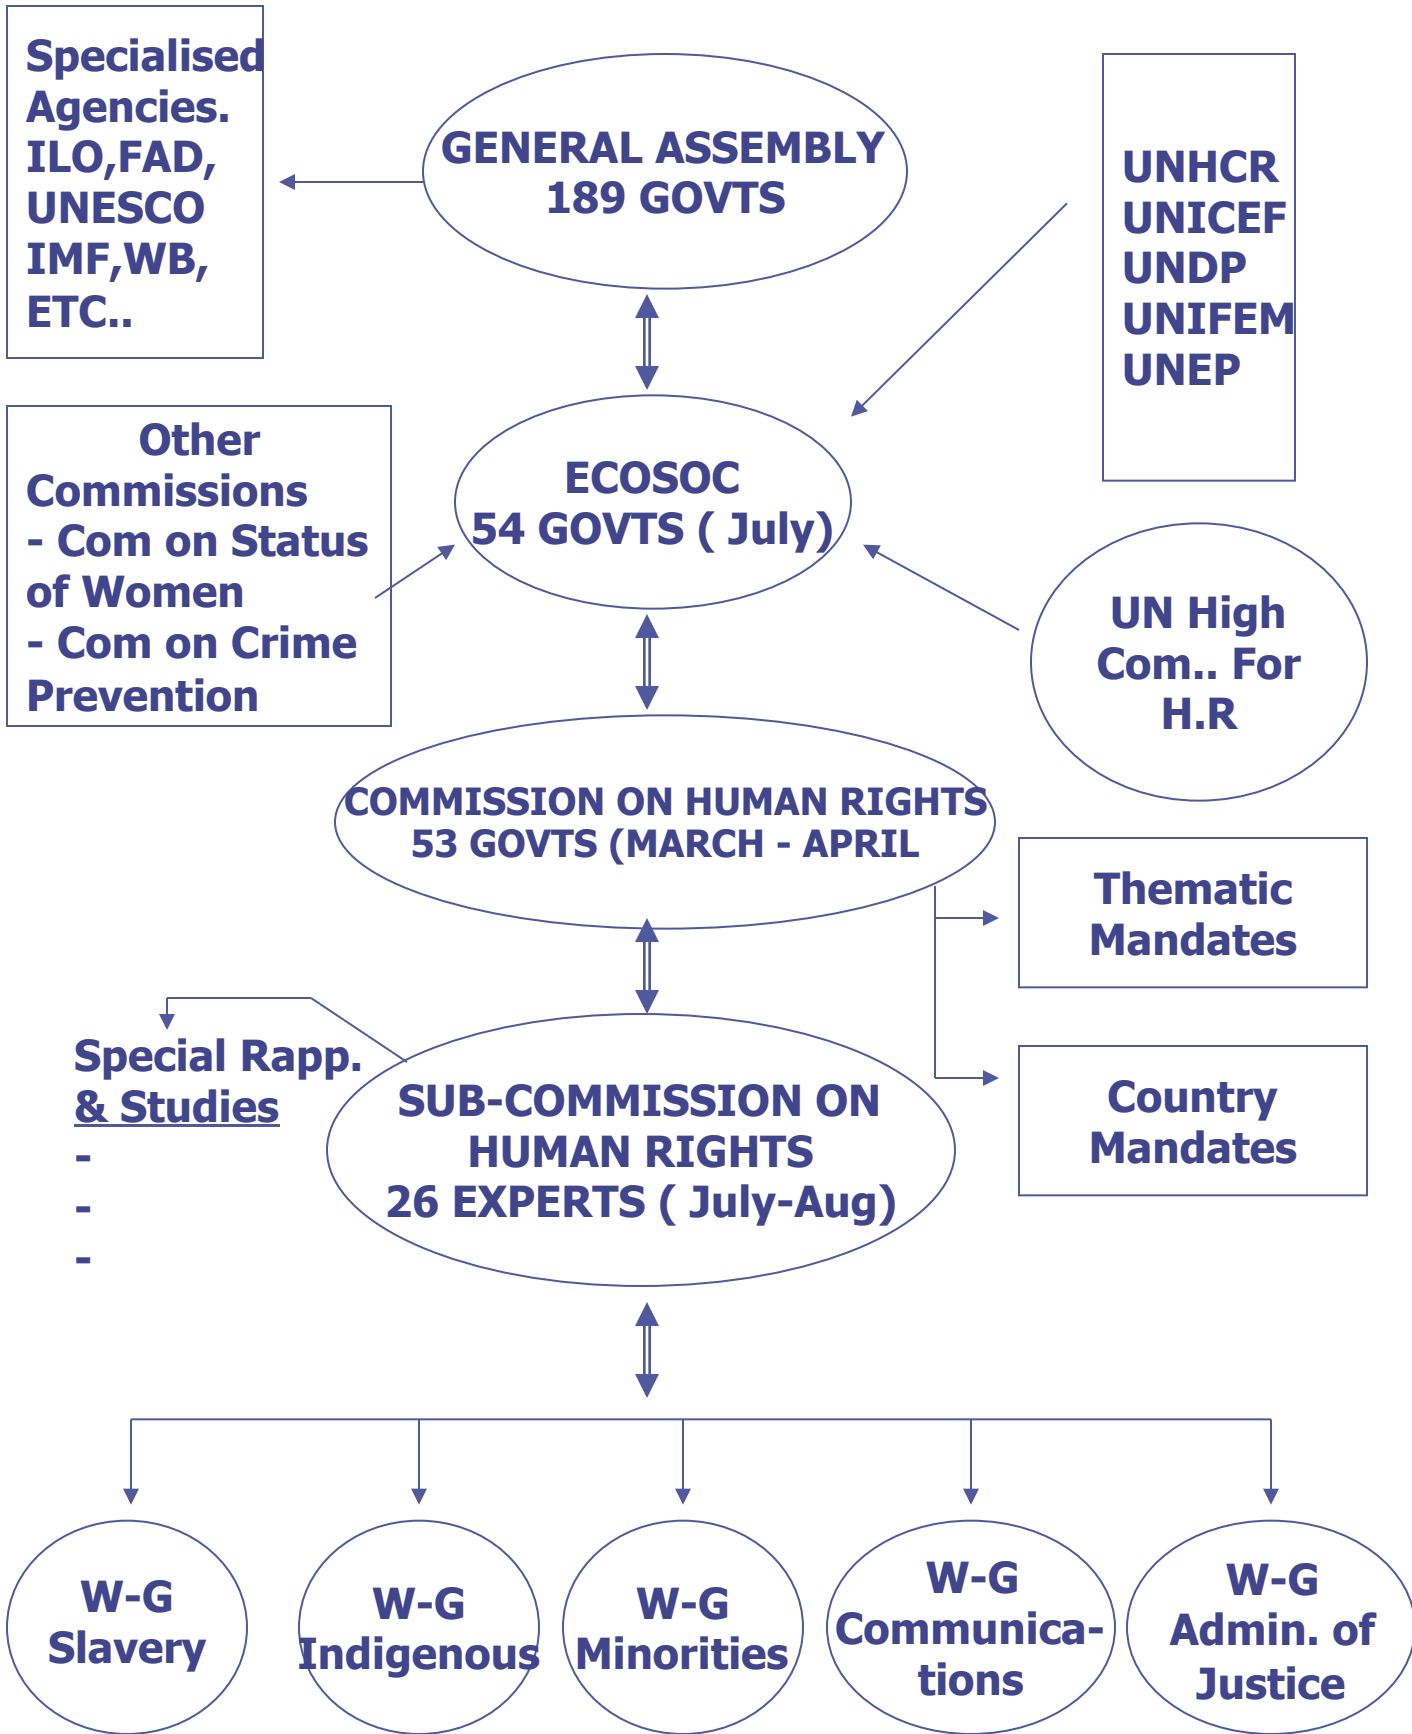 Specialised
Agencies.
ILO,FAD,
UNESCO
IMF,WB,
ETC..
GENERAL ASSEMBLY
189 GOVTS
UNHCR
UNICEF
UNDP
UNIFEM
UNEP
Other
Commissions
- Com on Status
of Women
- Com on Crime
Prevention
ECOSOC
54 GOVTS ( July)
UN High
Com.. For
H.R
COMMISSION ON HUMAN RIGHTS
53 GOVTS (MARCH - APRIL
Thematic
Mandates
Country
Mandates
Special Rapp.
& Studies
-
-
-
SUB-COMMISSION ON
HUMAN RIGHTS
26 EXPERTS ( July-Aug)
W-G
Slavery
W-G
Indigenous
W-G
Minorities
W-G
Communica-
tions
W-G
Admin. of
Justice